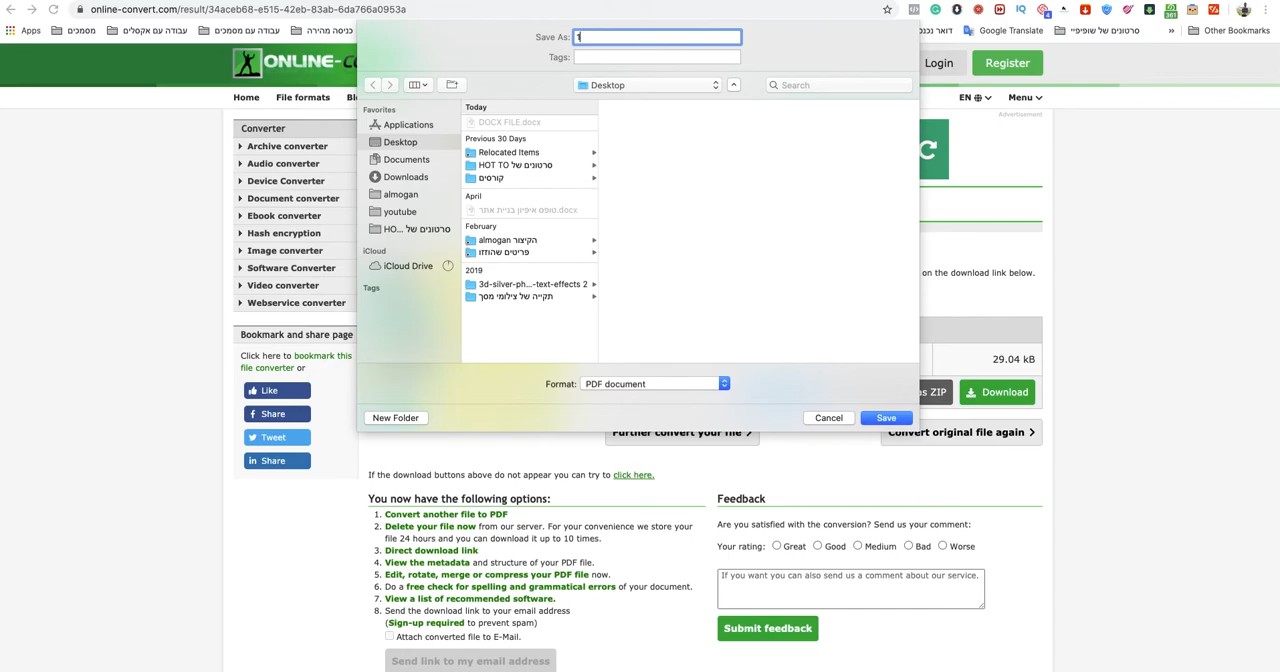 online-convert.com/result/34aceb68-e515-42eb-83ab-6da766a0953a
Apps
מסמכים
עבודה עם אקסלים
עבודה עם מסמכים
כניסה מהירה
Google Translate
סרטונים של שופיפיי
»
Other Bookmarks
361
Save As:
Tags:
Desktop
Search
ONLINE-CO
Login
Register
Home
File formats
EN
Menu
Advertisement
Favorites
Applications
Desktop
Documents
Downloads
almogan
youtube
HO... סרטונים של
iCloud
iCloud Drive
Tags
Today
DOCX FILE.docx
Previous 30 Days
Relocated Items
HOT TO סרטונים של
קורסים
April
טופס איפיון בניית אתר.docx
February
almogan הקיצור
פריטים שהוזזו
2019
3d-silver-ph...-text-effects 2
תקייה של צילומי מסך
Format:
PDF document
New Folder
Cancel
Save
Converter
Archive converter
Audio converter
Device Converter
Document converter
Ebook converter
Hash encryption
Image converter
Software Converter
Video converter
Webservice converter
Bookmark and share page
Click here to bookmark this
file converter or
Like
Share
Tweet
Share
on the download link below.
29.04 kB
as ZIP
Download
Further convert your file
Convert original file again
If the download buttons above do not appear you can try to click here.
You now have the following options:
1. Convert another file to PDF
2. Delete your file now from our server. For your convenience we store your
file 24 hours and you can download it up to 10 times.
3. Direct download link
4. View the metadata and structure of your PDF file.
5. Edit, rotate, merge or compress your PDF file now.
6. Do a free check for spelling and grammatical errors of your document.
7. View a list of recommended software.
8. Send the download link to your email address
(Sign-up required to prevent spam)
Attach converted file to E-Mail.
Send link to my email address
Feedback
Are you satisfied with the conversion? Send us your comment:
Your rating: Great Good Medium Bad Worse
If you want you can also send us a comment about our service.
Submit feedback